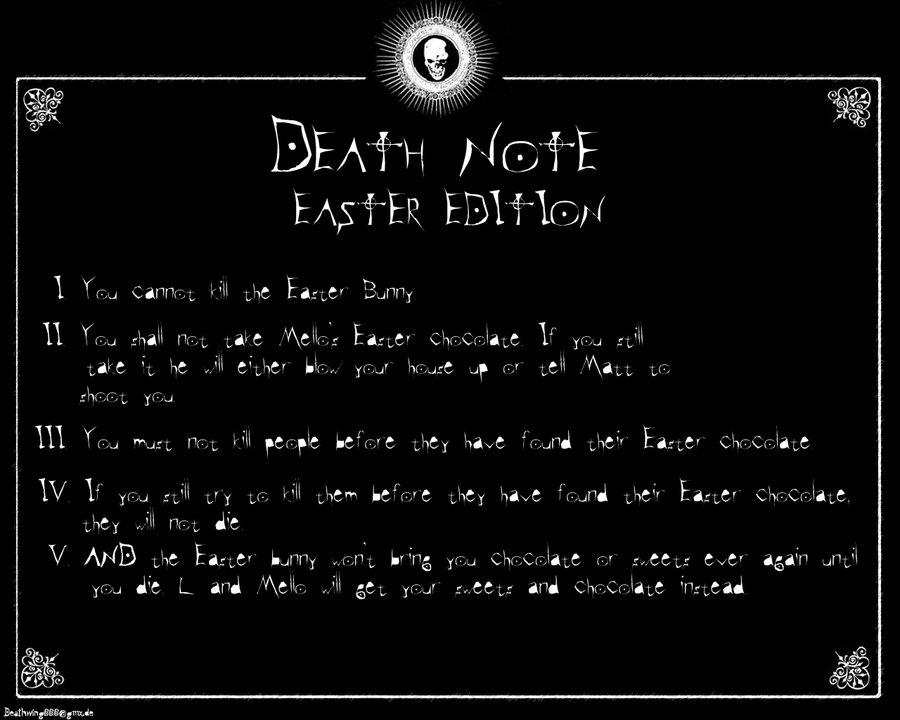 DEATH NOTE
EASTER EDITION
I You cannot kill the Easter Bunny.
II. You shall not take Mello's Easter chocolate. If you still
take it he will either blow your house up or tell Matt to
shoot you.
III. You must not kill people before they have found their Easter chocolate.
IV. If you still try to kill them before they have found their Easter chocolate,
they will not die.
V. AND the Easter bunny won't bring you chocolate or sweets ever again until
you die. L and Mello will get your sweets and chocolate instead.